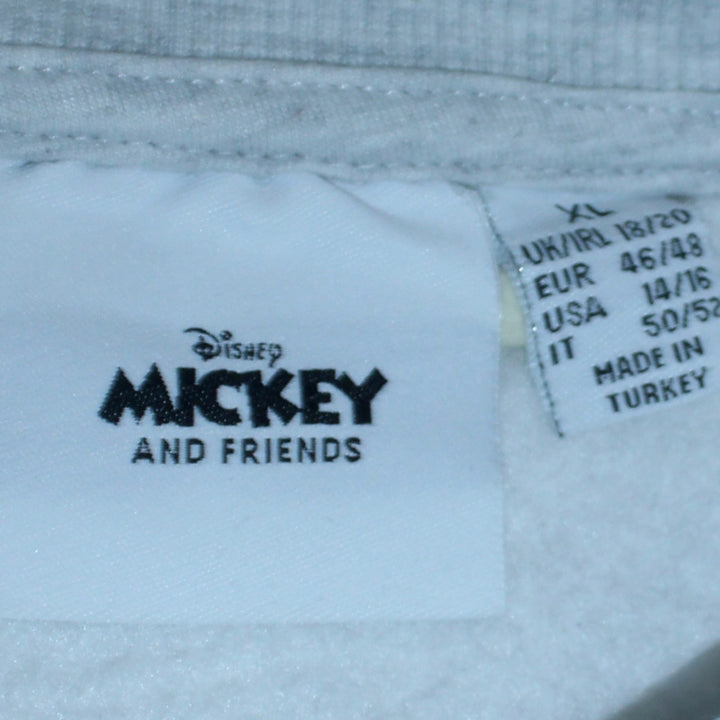 Disney
MICKEY
AND FRIENDS
XL
UK/IRL 18/20
EUR 46/48
USA 14/16
IT 50/52
MADE IN
TURKEY